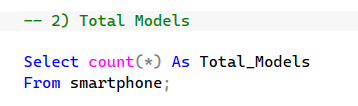 -- 2) Total Models
Select count(*) As Total_Models
From smartphone;